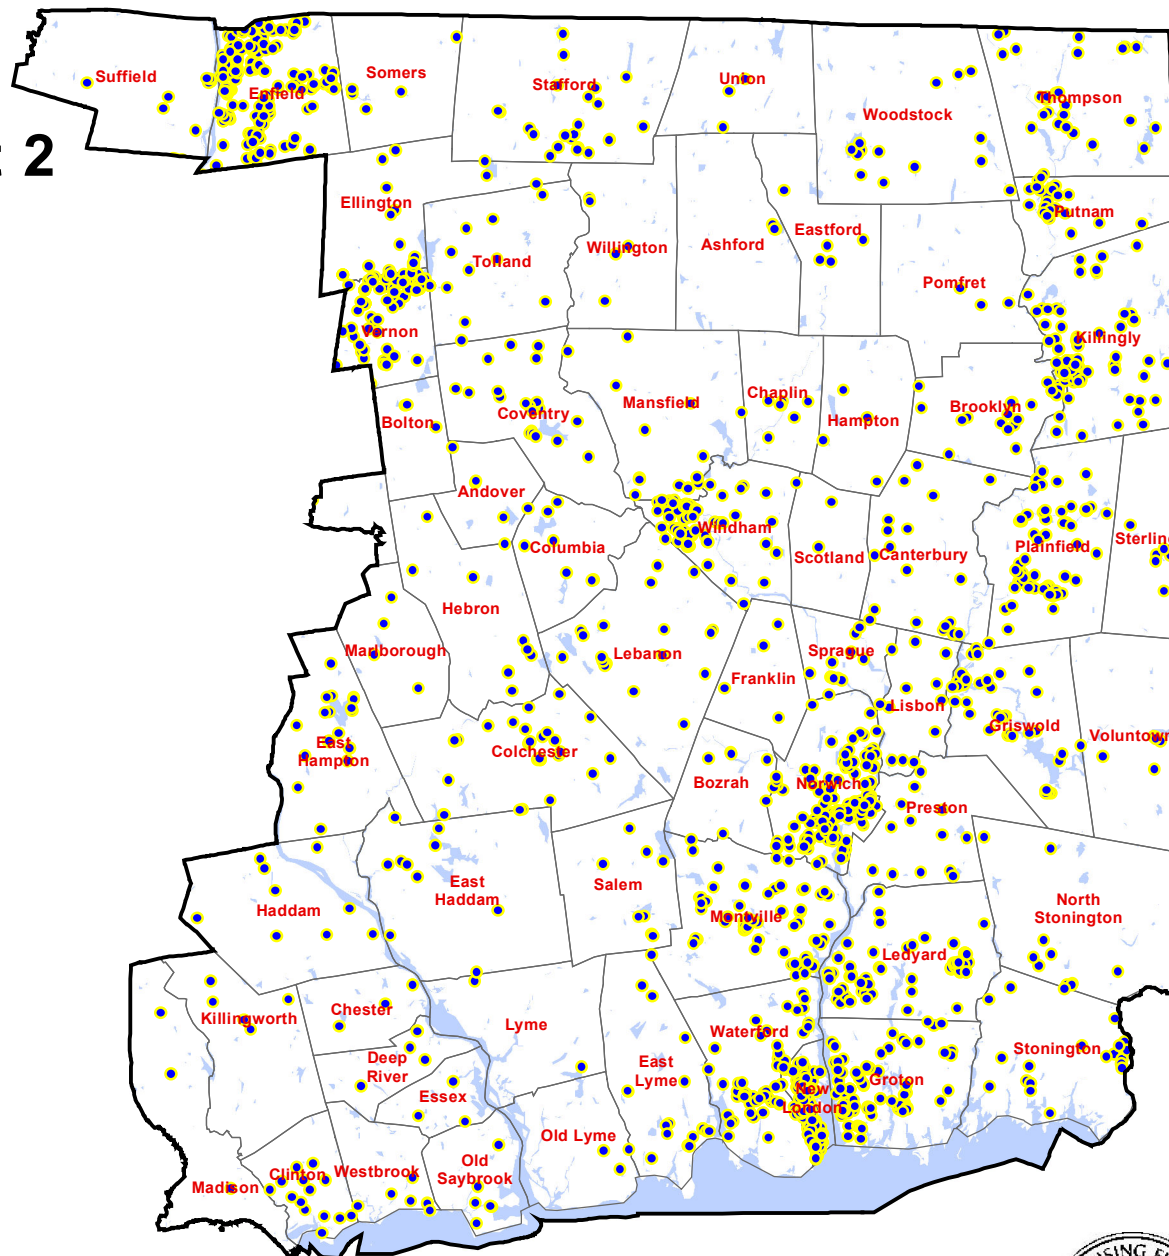 2
Suffield
Enfield
Somers
Stafford
Union
Woodstock
Thompson
Ellington
Willington
Ashford
Eastford
Putnam
Tolland
Pomfret
Vernon
Killingly
Bolton
Coventry
Mansfield
Chaplin
Hampton
Brooklyn
Andover
Columbia
Windham
Scotland
Canterbury
Plainfield
Sterling
Hebron
Marlborough
Lebanon
Franklin
Sprague
Lisbon
Griswold
Voluntown
East
Hampton
Colchester
Bozrah
Norwich
Preston
Haddam
East
Haddam
Salem
Montville
North
Stonington
Ledyard
Killingworth
Chester
Lyme
Waterford
Stonington
Deep
River
East
Lyme
New
London
Groton
Essex
Old Lyme
Madison
Clinton
Westbrook
Old
Saybrook